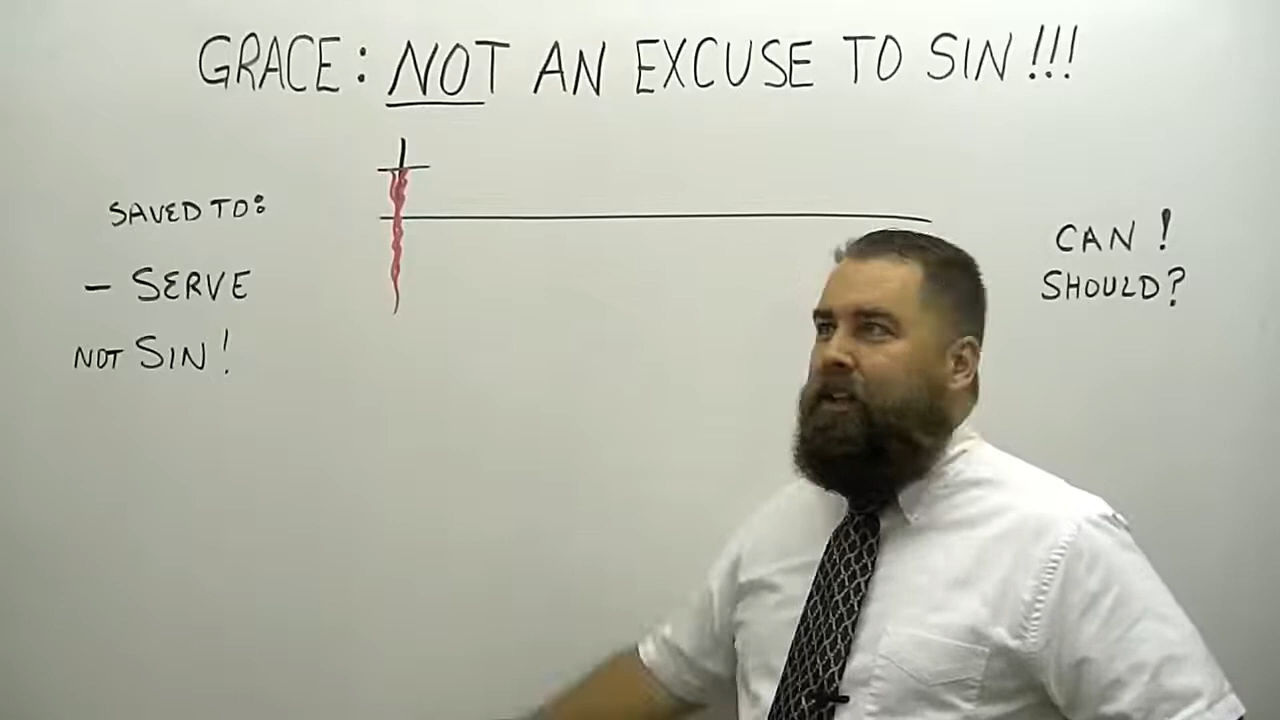 GRACE: NOT AN EXCUSE TO SIN!!!
SAVED TO:
- SERVE
NOT SIN!
CAN!
SHOULD?